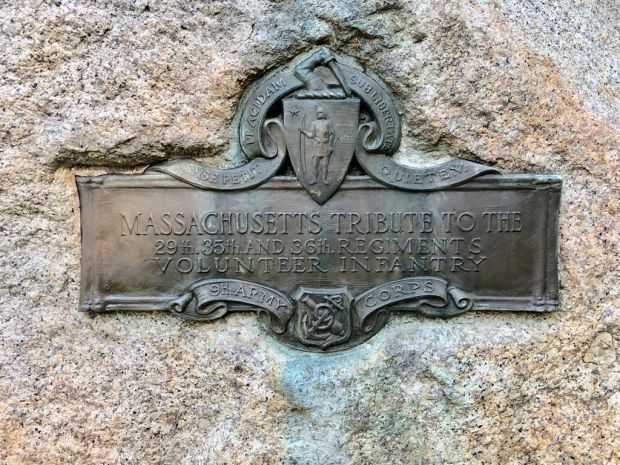 ENSE PETIT PLACIDAM SUB LIBERTATE QUIETEM
MASSACHUSETTS TRIBUTE TO THE
29th. 35th. AND 36th. REGIMENTS
VOLUNTEER INFANTRY
9th. ARMY CORPS